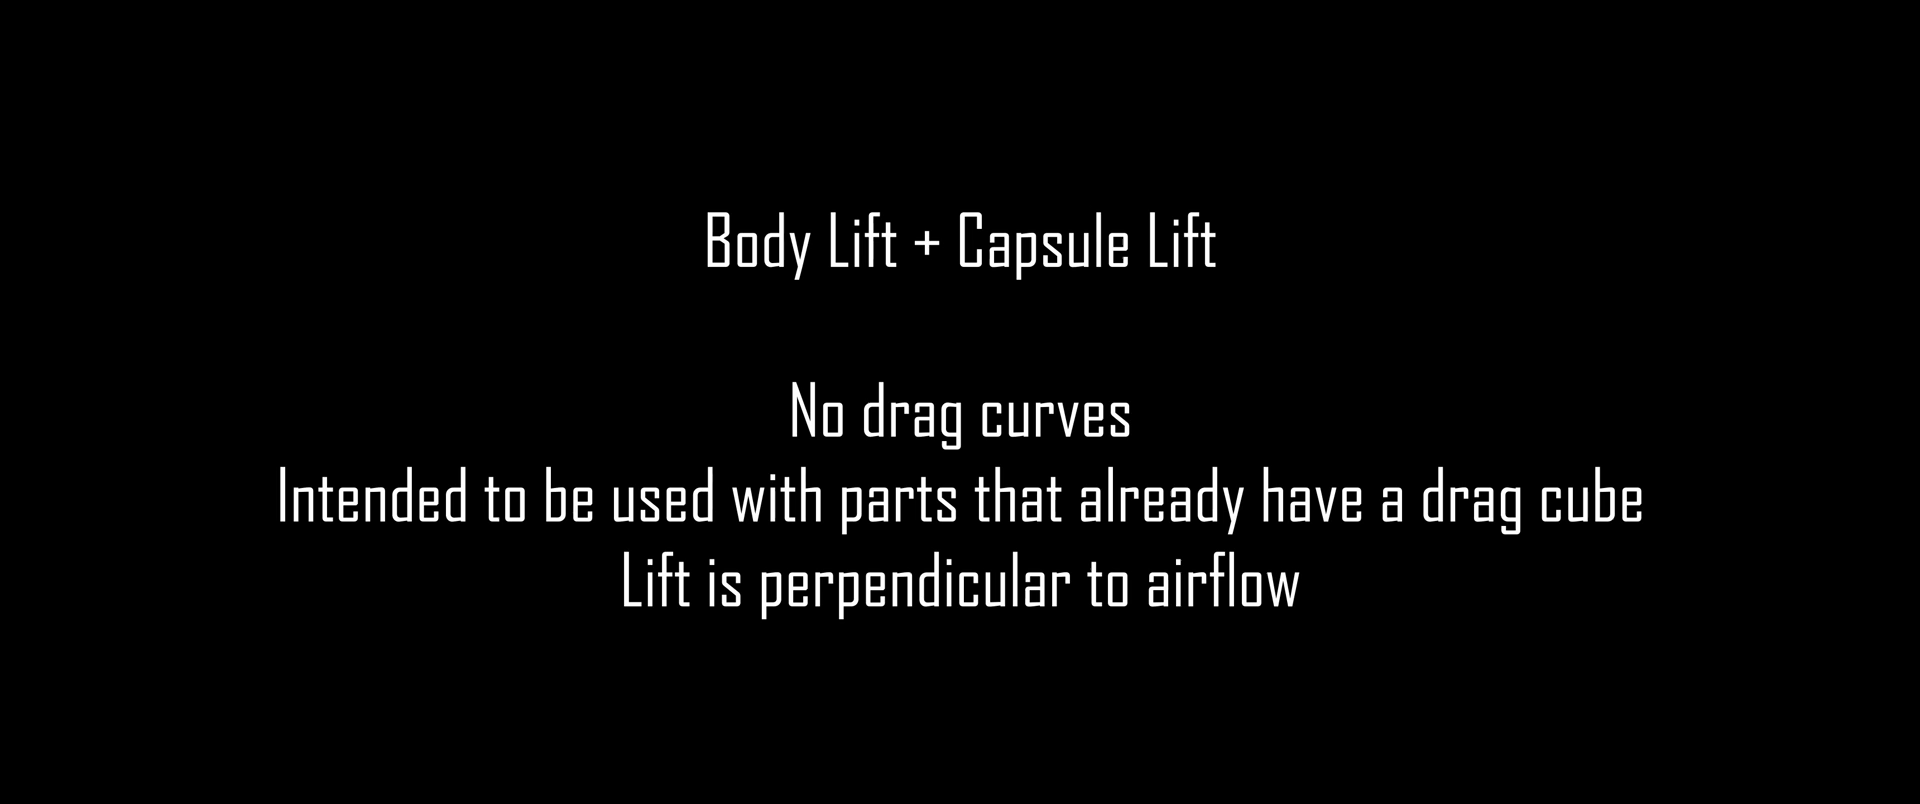 Body Lift + Capsule Lift
No drag curves
Intended to be used with parts that already have a drag cube
Lift is perpendicular to airflow